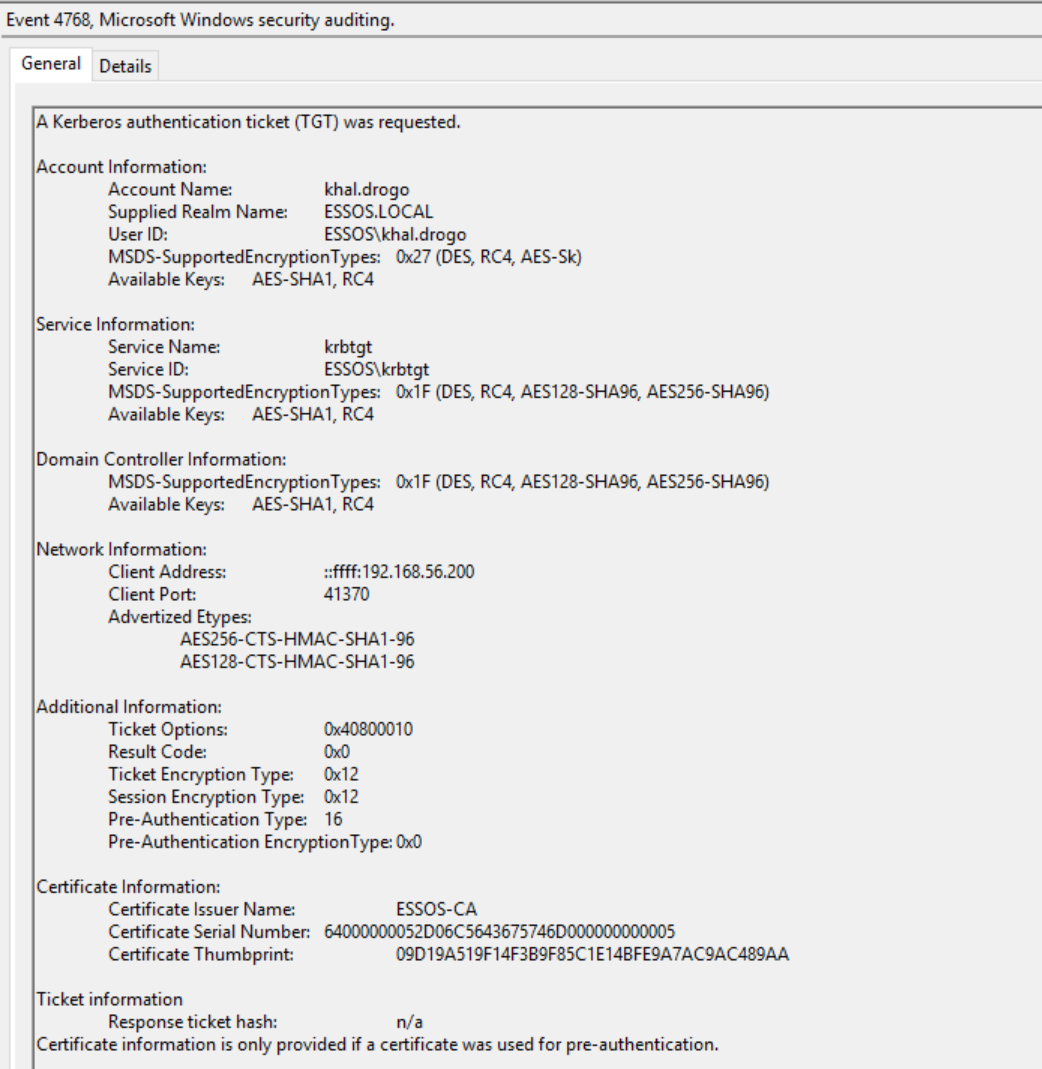 Event 4768, Microsoft Windows security auditing.
General Details
A Kerberos authentication ticket (TGT) was requested.
Account Information:
Account Name: khal.drogo
Supplied Realm Name: ESSOS.LOCAL
User ID: ESSOS\khal.drogo
MSDS-SupportedEncryptionTypes: 0x27 (DES, RC4, AES-Sk)
Available Keys: AES-SHA1, RC4
Service Information:
Service Name: krbtgt
Service ID: ESSOS\krbtgt
MSDS-SupportedEncryptionTypes: 0x1F (DES, RC4, AES128-SHA96, AES256-SHA96)
Available Keys: AES-SHA1, RC4
Domain Controller Information:
MSDS-SupportedEncryptionTypes: 0x1F (DES, RC4, AES128-SHA96, AES256-SHA96)
Available Keys: AES-SHA1, RC4
Network Information:
Client Address: ::ffff:192.168.56.200
Client Port: 41370
Advertized Etypes:
AES256-CTS-HMAC-SHA1-96
AES128-CTS-HMAC-SHA1-96
Additional Information:
Ticket Options: 0x40800010
Result Code: 0x0
Ticket Encryption Type: 0x12
Session Encryption Type: 0x12
Pre-Authentication Type: 16
Pre-Authentication EncryptionType: 0x0
Certificate Information:
Certificate Issuer Name: ESSOS-CA
Certificate Serial Number: 64000000052D06C5643675746D000000000005
Certificate Thumbprint: 09D19A519F14F3B9F85C1E14BFE9A7AC9AC489AA
Ticket information
Response ticket hash: n/a
Certificate information is only provided if a certificate was used for pre-authentication.